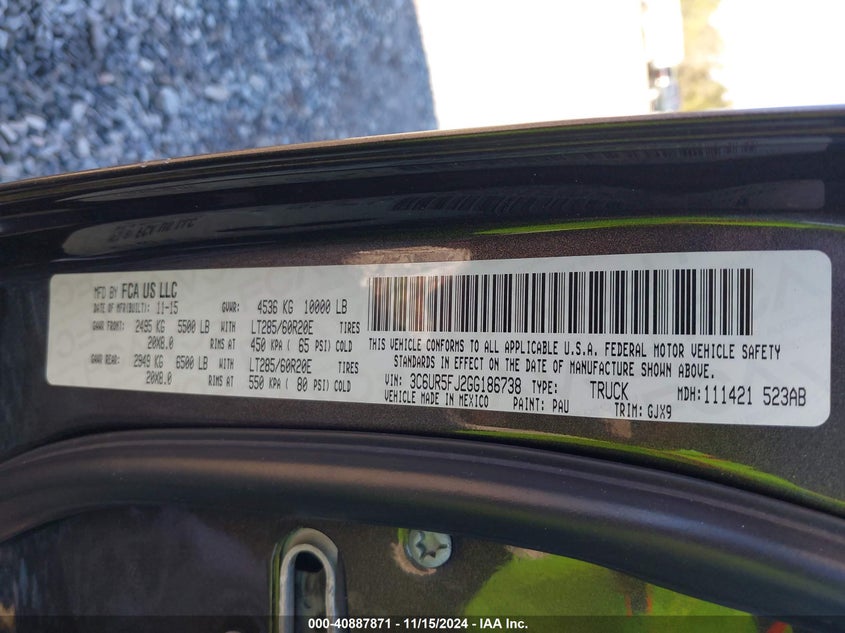 MFD BY FCA US LLC
DATE OF MFR(BUILT): 11-15 GVWR: 4536 KG 10000 LB
GAWR FRONT: 2495 KG 5500 LB WITH LT285/60R20E TIRES
20X8.0 RIMS AT 450 KPA ( 65 PSI) COLD
GAWR REAR: 2949 KG 6500 LB WITH LT285/60R20E TIRES
20X8.0 RIMS AT 550 KPA ( 80 PSI) COLD
THIS VEHICLE CONFORMS TO ALL APPLICABLE U.S.A. FEDERAL MOTOR VEHICLE SAFETY
STANDARDS IN EFFECT ON THE DATE OF MANUFACTURE SHOWN ABOVE.
VIN: 3C6UR5FJ2GG186738 TYPE: TRUCK MDH: 111421 523AB
VEHICLE MADE IN MEXICO PAINT: PAU TRIM: GJX9
000-40887871 - 11/15/2024 - IAA Inc.